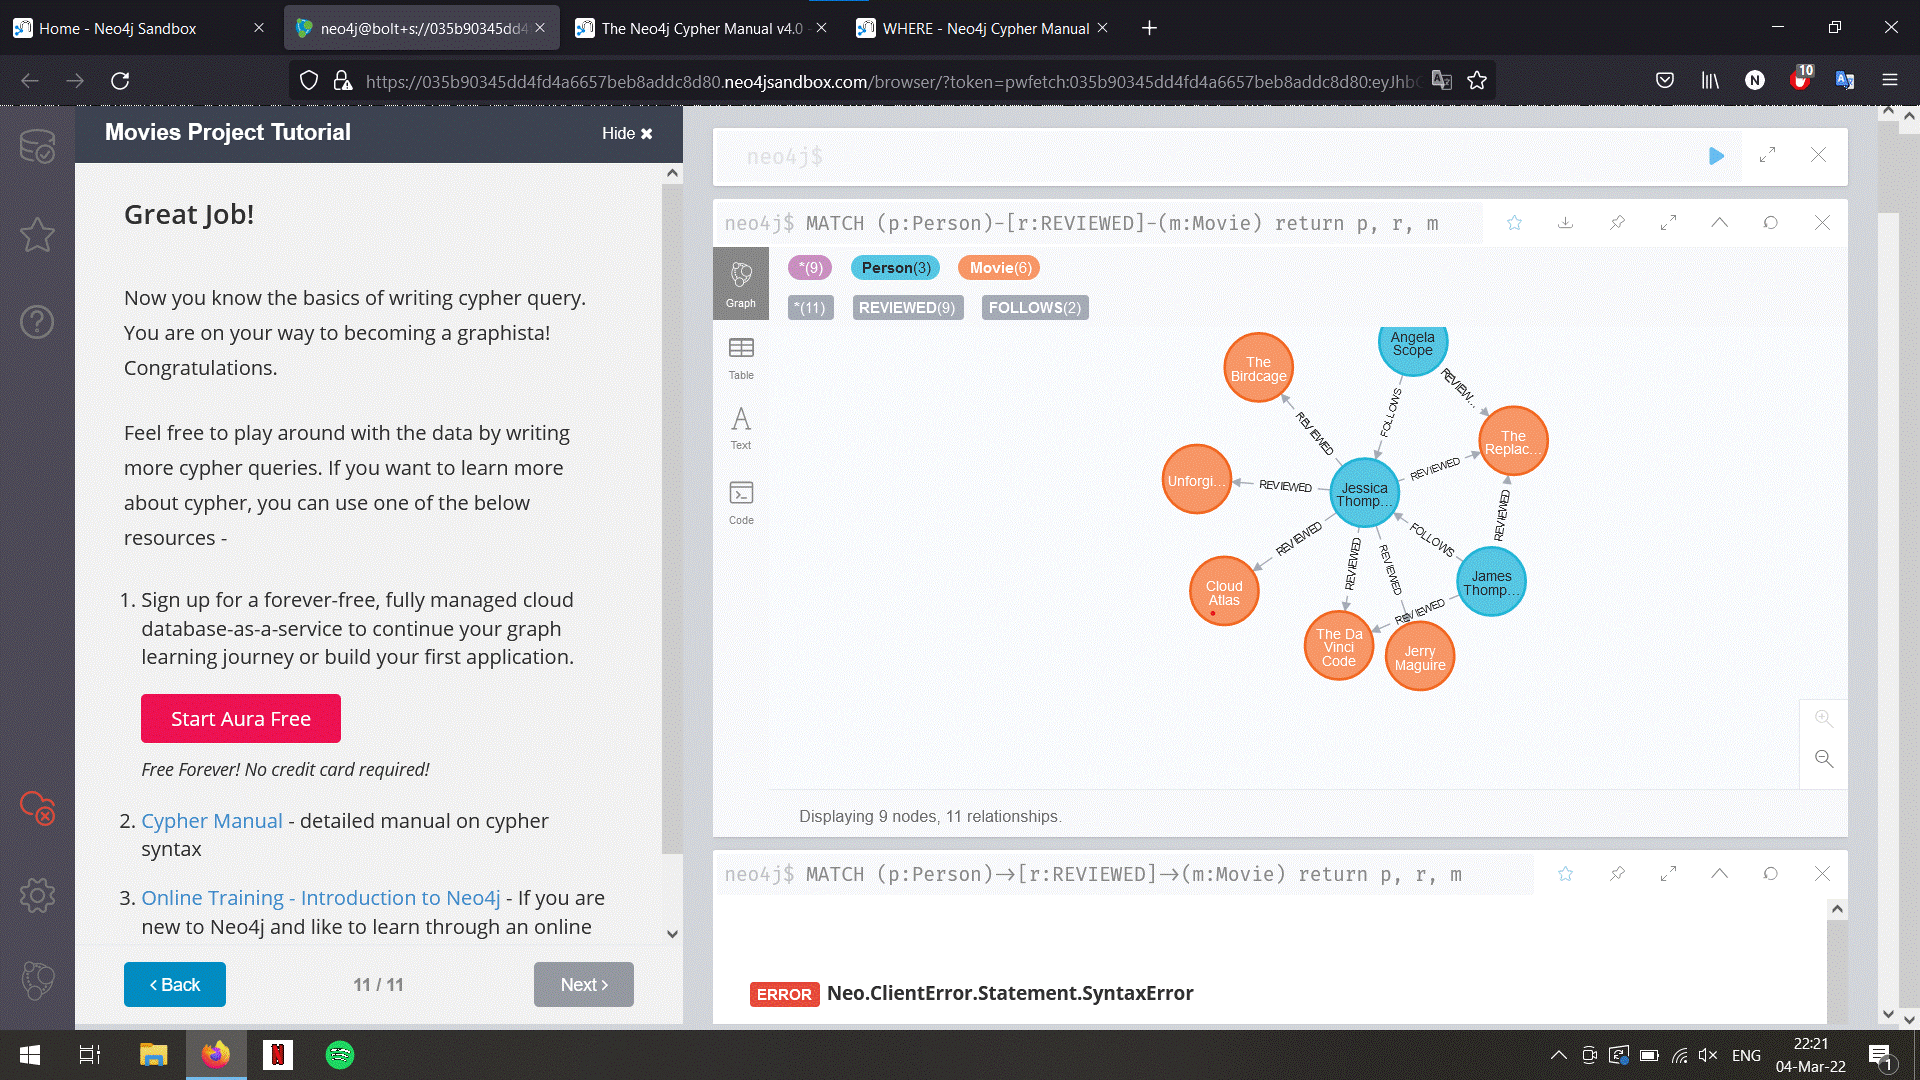 Home - Neo4j Sandbox
neo4j@bolt+s://035b90345dd4
The Neo4j Cypher Manual v4.0 -
WHERE - Neo4j Cypher Manual
https://035b90345dd4fd4a6657beb8addc8d80.neo4jsandbox.com/browser/?token=pwfetch:035b90345dd4fd4a6657beb8addc8d80:eyJhb
N
10
Movies Project Tutorial
Hide
Great Job!
Now you know the basics of writing cypher query.
You are on your way to becoming a graphista!
Congratulations.
Feel free to play around with the data by writing
more cypher queries. If you want to learn more
about cypher, you can use one of the below
resources -
1. Sign up for a forever-free, fully managed cloud
database-as-a-service to continue your graph
learning journey or build your first application.
Start Aura Free
Free Forever! No credit card required!
2. Cypher Manual - detailed manual on cypher
syntax
3. Online Training - Introduction to Neo4j - If you are
new to Neo4j and like to learn through an online
Back
11 / 11
Next
neo4j$
neo4j$ MATCH (p:Person)-[r:REVIEWED]-(m:Movie) return p, r, m
Graph
Table
Text
Code
*(9)
Person(3)
Movie(6)
*(11)
REVIEWED(9)
FOLLOWS(2)
Angela
Scope
The
Birdcage
REVIEW...
FOLLOWS
REVIEWED
The
Replac...
REVIEWED
Unforgi...
REVIEWED
Jessica
Thomp...
REVIEWED
FOLLOWS
REVIEWED
REVIEWED
REVIEWED
James
Thomp...
Cloud
Atlas
REVIEWED
The Da
Vinci
Code
Jerry
Maguire
Displaying 9 nodes, 11 relationships.
neo4j$ MATCH (p:Person)→[r:REVIEWED]→(m:Movie) return p, r, m
ERROR Neo.ClientError.Statement.SyntaxError
N
ENG
22:21
04-Mar-22
1